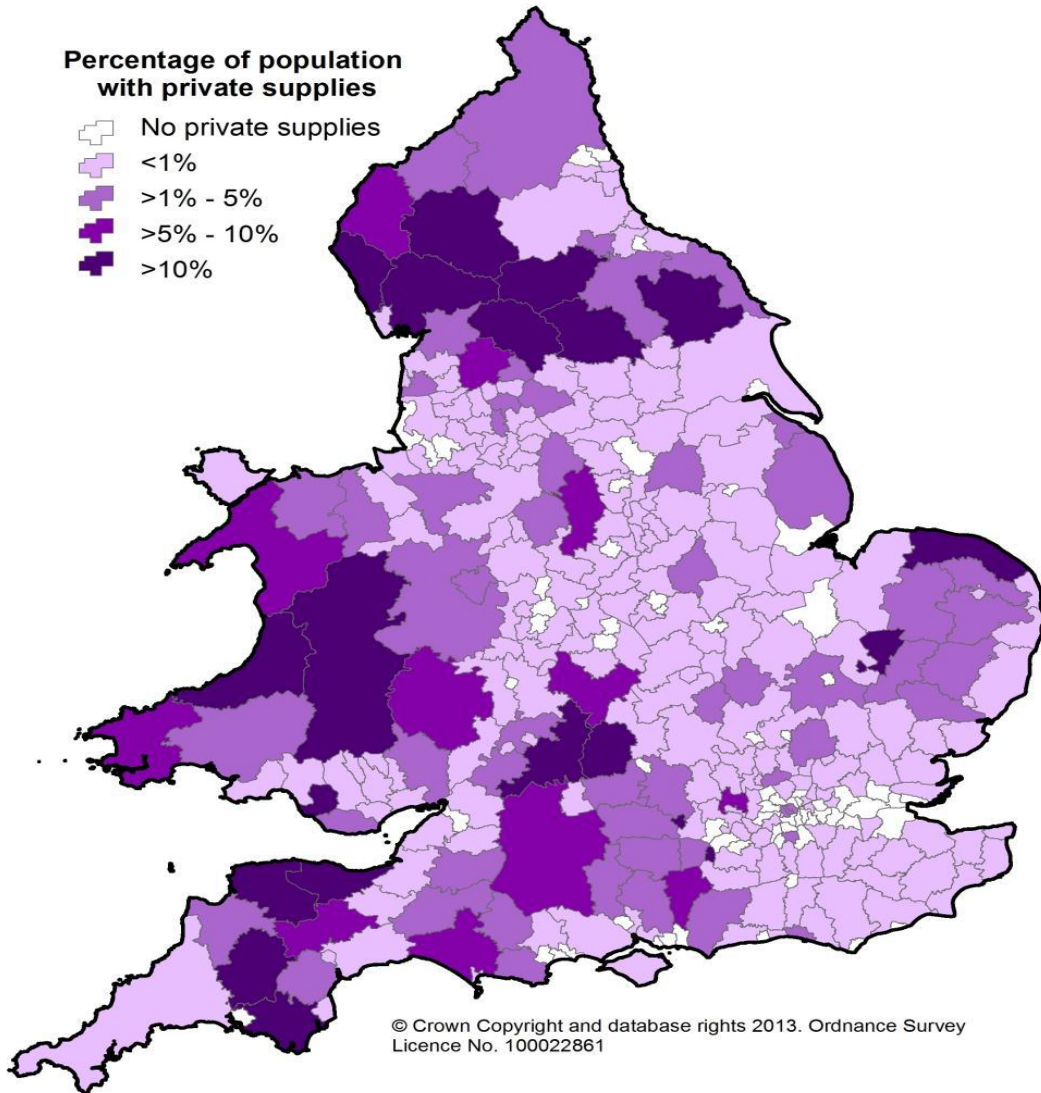 Percentage of population
with private supplies
No private supplies
<1%
>1% - 5%
>5% - 10%
>10%
© Crown Copyright and database rights 2013. Ordnance Survey
Licence No. 100022861